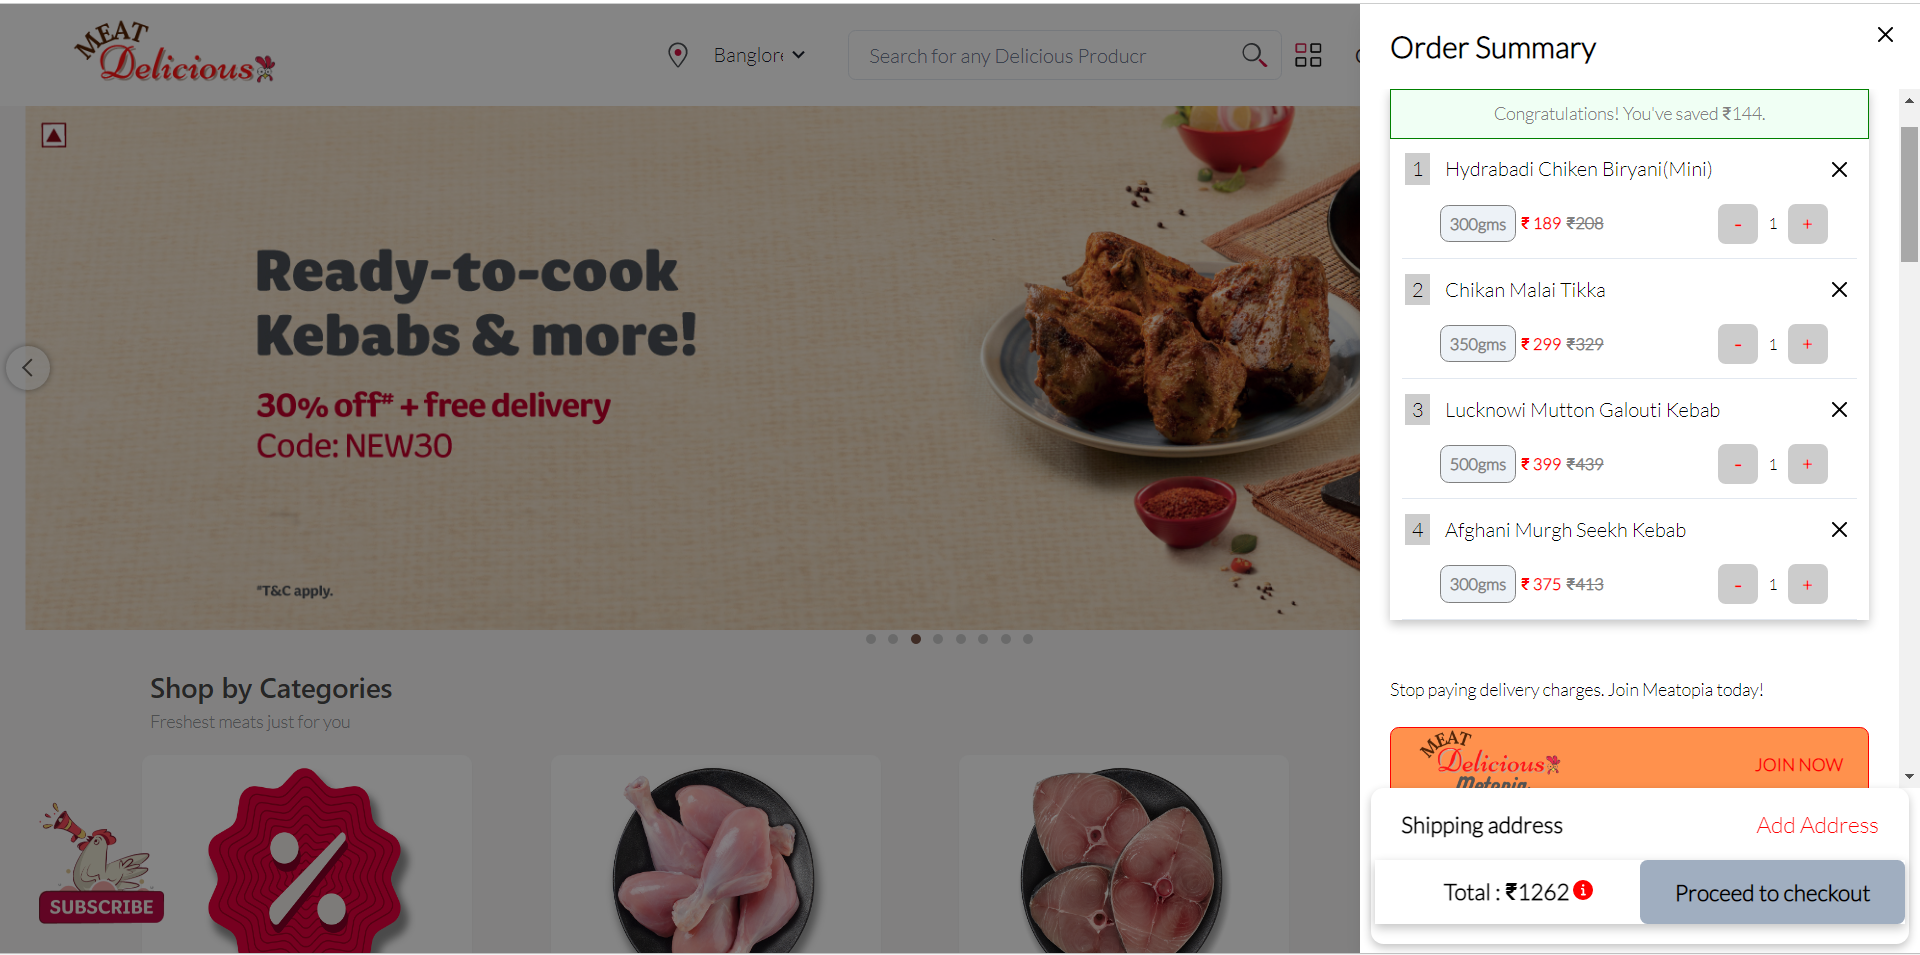 MEAT
Delicious
Banglore
Search for any Delicious Producr
Ready-to-cook
Kebabs & more!
30% off# + free delivery
Code: NEW30
#T&C apply.
Shop by Categories
Freshest meats just for you
SUBSCRIBE
Order Summary
Congratulations! You've saved ₹144.
1 Hydrabadi Chiken Biryani(Mini)
300gms ₹ 189 ₹208 - 1 +
2 Chikan Malai Tikka
350gms ₹ 299 ₹329 - 1 +
3 Lucknowi Mutton Galouti Kebab
500gms ₹ 399 ₹439 - 1 +
4 Afghani Murgh Seekh Kebab
300gms ₹ 375 ₹413 - 1 +
Stop paying delivery charges. Join Meatopia today!
MEAT
Delicious
Metopia
JOIN NOW
Shipping address Add Address
Total : ₹1262 Proceed to checkout